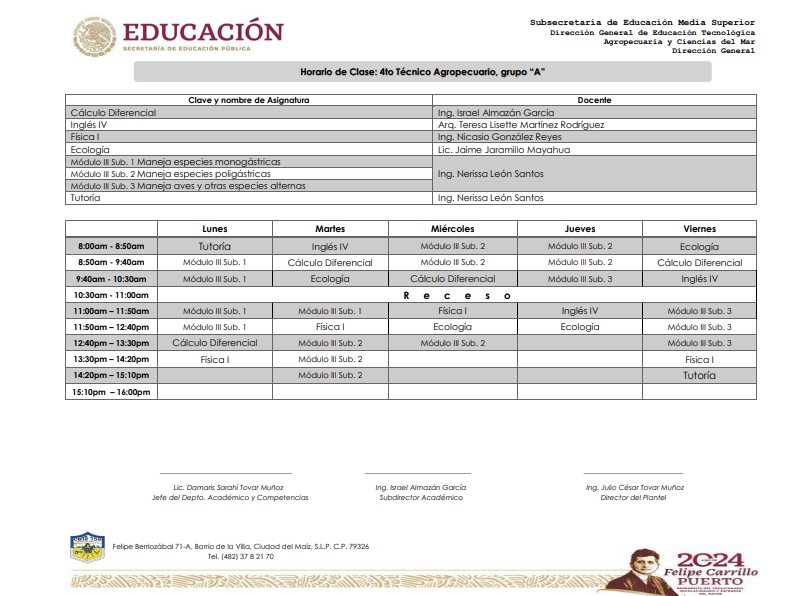 EDUCACIÓN
SECRETARÍA DE EDUCACIÓN PÚBLICA
Subsecretaría de Educación Media Superior
Dirección General de Educación Tecnológica
Agropecuaria y Ciencias del Mar
Dirección General
Horario de Clase: 4to Técnico Agropecuario, grupo “A”
Clave y nombre de Asignatura Docente
Cálculo Diferencial Ing. Israel Almazán García
Inglés IV Arq. Teresa Lisette Martínez Rodríguez
Física I Ing. Nicasio González Reyes
Ecología Lic. Jaime Jaramillo Mayahua
Módulo III Sub. 1 Maneja especies monogástricas
Módulo III Sub. 2 Maneja especies poligástricas Ing. Nerissa León Santos
Módulo III Sub. 3 Maneja aves y otras especies alternas
Tutoría Ing. Nerissa León Santos
Lunes Martes Miércoles Jueves Viernes
8:00am - 8:50am Tutoría Inglés IV Módulo III Sub. 2 Módulo III Sub. 2 Ecología
8:50am - 9:40am Módulo III Sub. 1 Cálculo Diferencial Módulo III Sub. 2 Módulo III Sub. 2 Cálculo Diferencial
9:40am - 10:30am Módulo III Sub. 1 Ecología Cálculo Diferencial Módulo III Sub. 3 Inglés IV
10:30am - 11:00am R e c e s o
11:00am – 11:50am Módulo III Sub. 1 Módulo III Sub. 1 Física I Inglés IV Módulo III Sub. 3
11:50am – 12:40pm Módulo III Sub. 1 Física I Ecología Ecología Módulo III Sub. 3
12:40pm – 13:30pm Cálculo Diferencial Módulo III Sub. 2 Módulo III Sub. 2 Módulo III Sub. 3
13:30pm – 14:20pm Física I Módulo III Sub. 2 Física I
14:20pm – 15:10pm Módulo III Sub. 2 Tutoría
15:10pm – 16:00pm
Lic. Damaris Sarahí Tovar Muñoz Ing. Israel Almazán García Ing. Julio César Tovar Muñoz
Jefe del Depto. Académico y Competencias Subdirector Académico Director del Plantel
Felipe Berriozábal 71-A, Barrio de la Villa, Ciudad del Maíz, S.L.P. C.P. 79326
Tel. (482) 37 8 21 70
2024
Felipe Carrillo
PUERTO